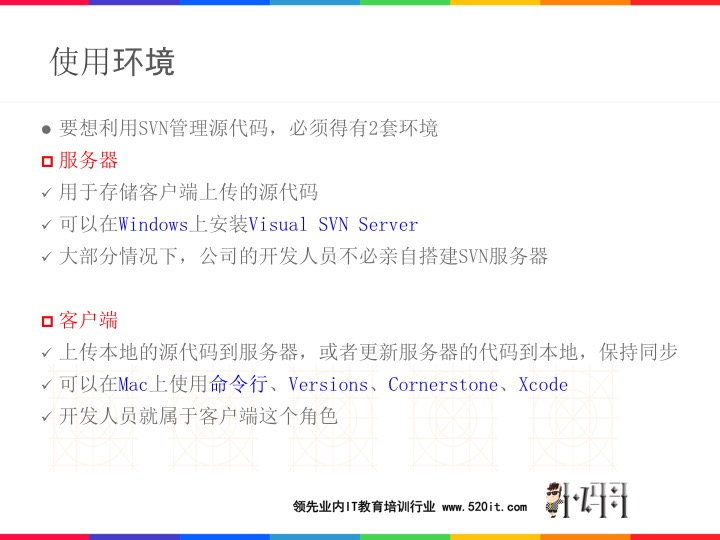 使用环境
要想利用SVN管理源代码，必须得有2套环境
服务器
用于存储客户端上传的源代码
可以在Windows上安装Visual SVN Server
大部分情况下，公司的开发人员不必亲自搭建SVN服务器
客户端
上传本地的源代码到服务器，或者更新服务器的代码到本地，保持同步
可以在Mac上使用命令行、Versions、Cornerstone、Xcode
开发人员就属于客户端这个角色
领先业内IT教育培训行业 www.520it.com
小码哥